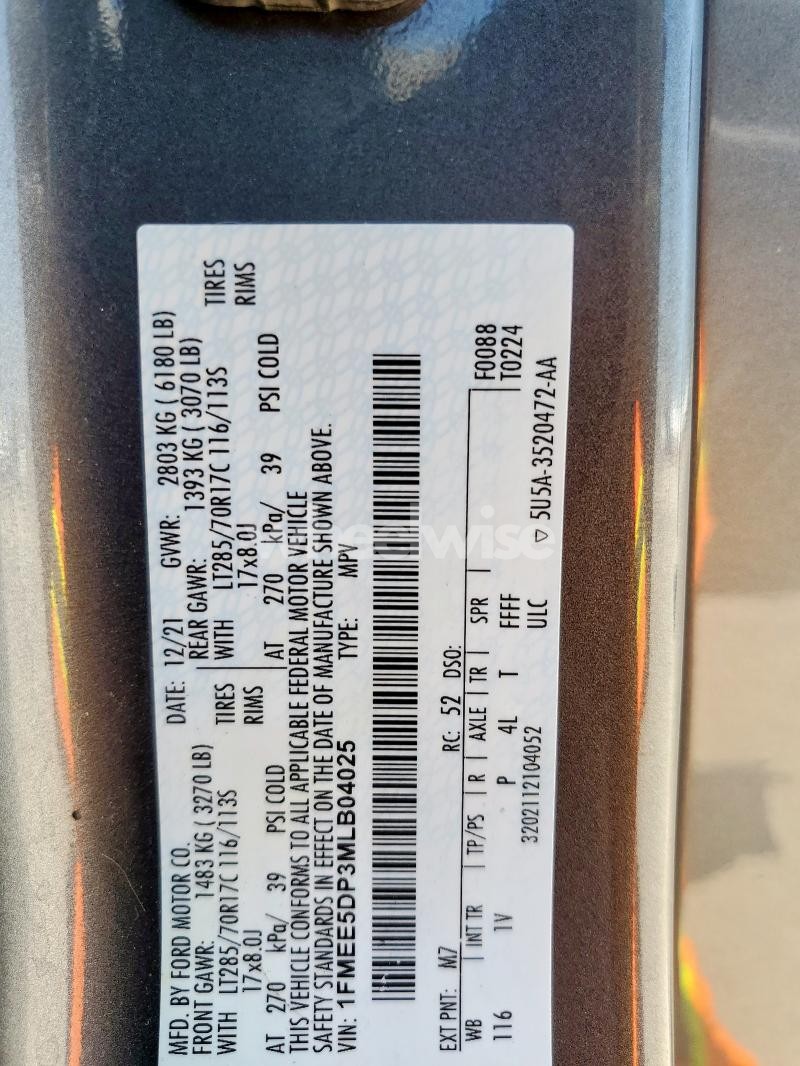 MFD. BY FORD MOTOR CO. DATE: 12/21 GVWR: 2803 KG ( 6180 LB)
FRONT GAWR: 1483 KG ( 3270 LB) REAR GAWR: 1393 KG ( 3070 LB)
WITH LT285/70R17C 116/113S TIRES WITH LT285/70R17C 116/113S TIRES
17x8.0J RIMS 17x8.0J RIMS
AT 270 kPa/ 39 PSI COLD AT 270 kPa/ 39 PSI COLD
THIS VEHICLE CONFORMS TO ALL APPLICABLE FEDERAL MOTOR VEHICLE
SAFETY STANDARDS IN EFFECT ON THE DATE OF MANUFACTURE SHOWN ABOVE.
VIN: 1FMEE5DP3MLB04025 TYPE: MPV
EXT PNT: M7 RC: 52 DSO:
WB INT TR TP/PS R AXLE TR SPR F0088
116 1V P 4L T FFFF T0224
3202112104052 ULC ▽ 5U5A-3520472-AA
wheelwise